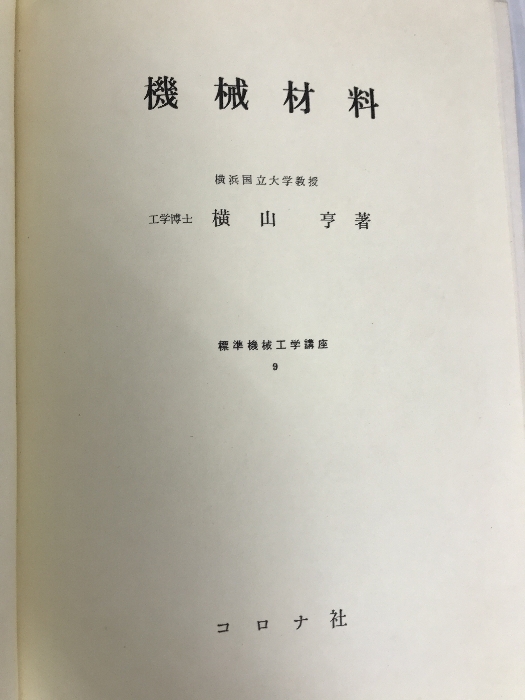 機械材料
横浜国立大学教授
工学博士 横山 亨著
標準機械工学講座
9
コロナ社